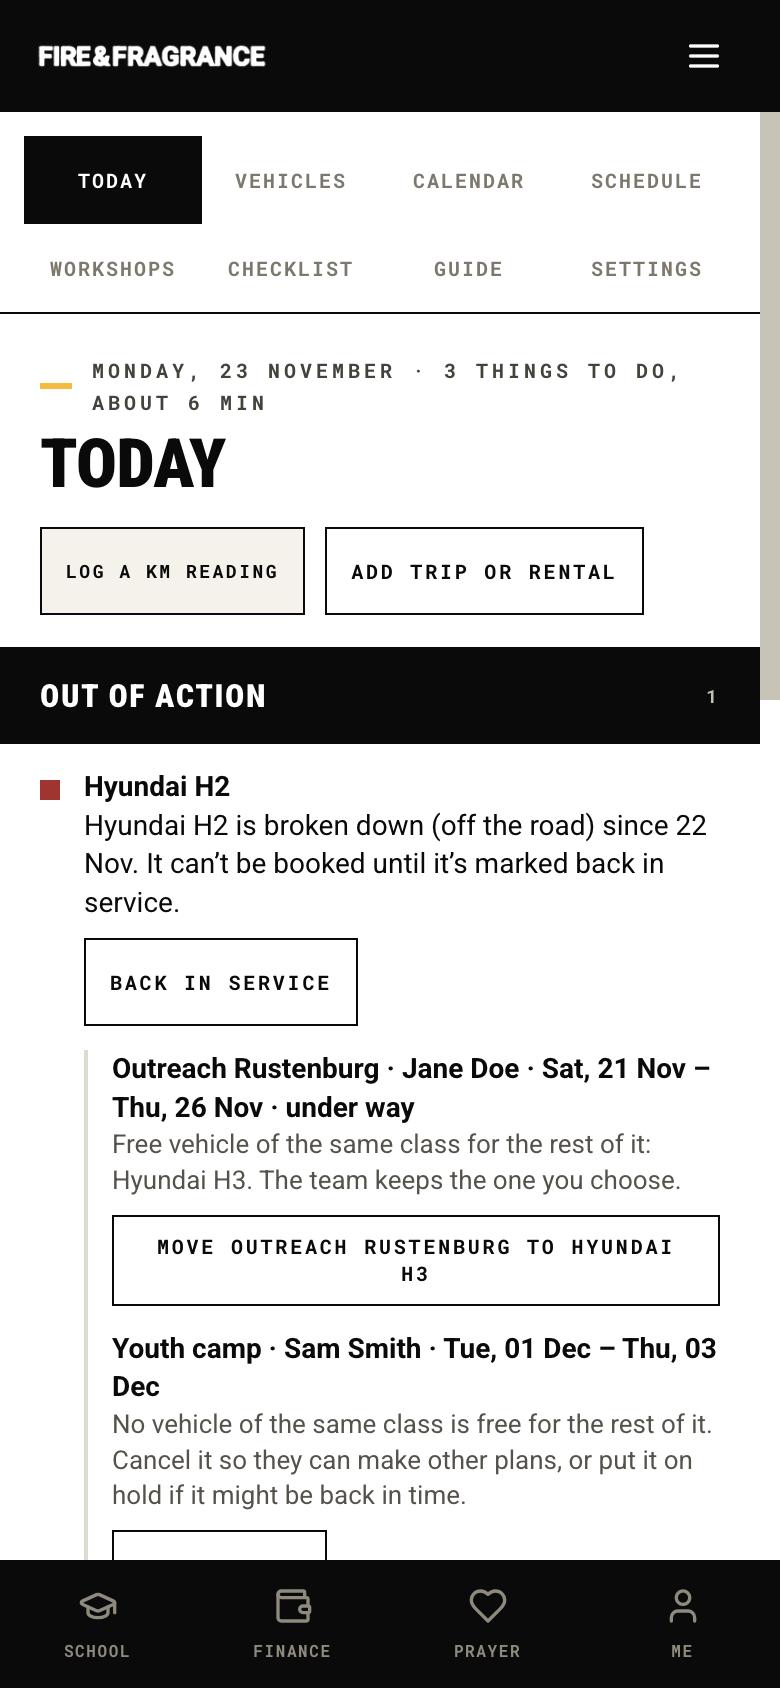 FIRE&FRAGRANCE
TODAY VEHICLES CALENDAR SCHEDULE
WORKSHOPS CHECKLIST GUIDE SETTINGS
MONDAY, 23 NOVEMBER · 3 THINGS TO DO,
ABOUT 6 MIN
TODAY
LOG A KM READING ADD TRIP OR RENTAL
OUT OF ACTION 1
Hyundai H2
Hyundai H2 is broken down (off the road) since 22
Nov. It can’t be booked until it’s marked back in
service.
BACK IN SERVICE
Outreach Rustenburg · Jane Doe · Sat, 21 Nov –
Thu, 26 Nov · under way
Free vehicle of the same class for the rest of it:
Hyundai H3. The team keeps the one you choose.
MOVE OUTREACH RUSTENBURG TO HYUNDAI
H3
Youth camp · Sam Smith · Tue, 01 Dec – Thu, 03
Dec
No vehicle of the same class is free for the rest of it.
Cancel it so they can make other plans, or put it on
hold if it might be back in time.
SCHOOL FINANCE PRAYER ME